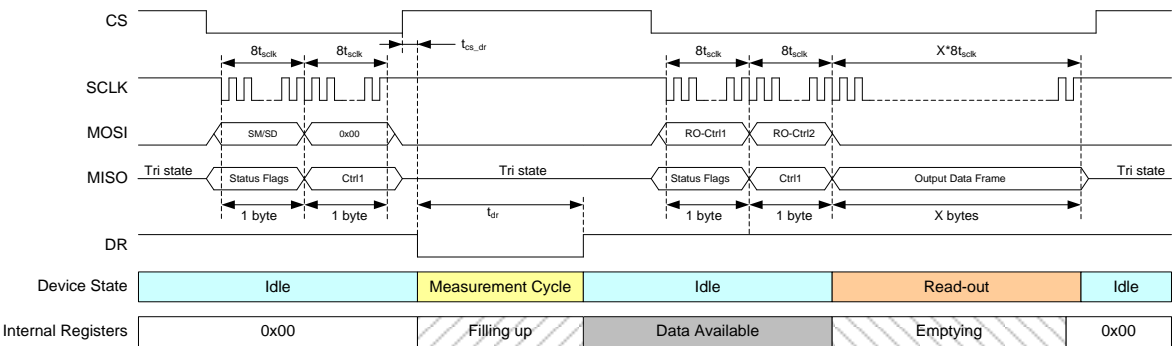 CS
8t_sclk 8t_sclk t_cs_dr 8t_sclk 8t_sclk X*8t_sclk
SCLK
MOSI SM/SD 0x00 RO-Ctrl1 RO-Ctrl2
MISO Tri state Status Flags Ctrl1 Tri state Status Flags Ctrl1 Output Data Frame Tri state
1 byte 1 byte t_dr 1 byte 1 byte X bytes
DR
Device State Idle Measurement Cycle Idle Read-out Idle
Internal Registers 0x00 Filling up Data Available Emptying 0x00